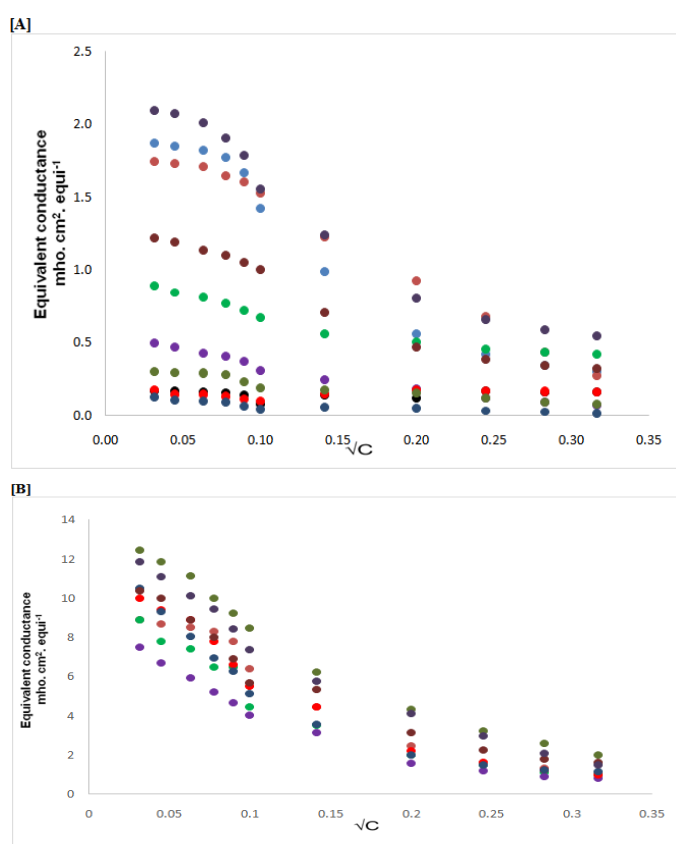 [A]
Equivalent conductance
mho. cm². equi⁻¹
2.5
2.0
1.5
1.0
0.5
0.0
0.00 0.05 0.10 0.15 0.20 0.25 0.30 0.35
√C
[B]
Equivalent conductance
mho. cm². equi⁻¹
14
12
10
8
6
4
2
0
0 0.05 0.1 0.15 0.2 0.25 0.3 0.35
√C